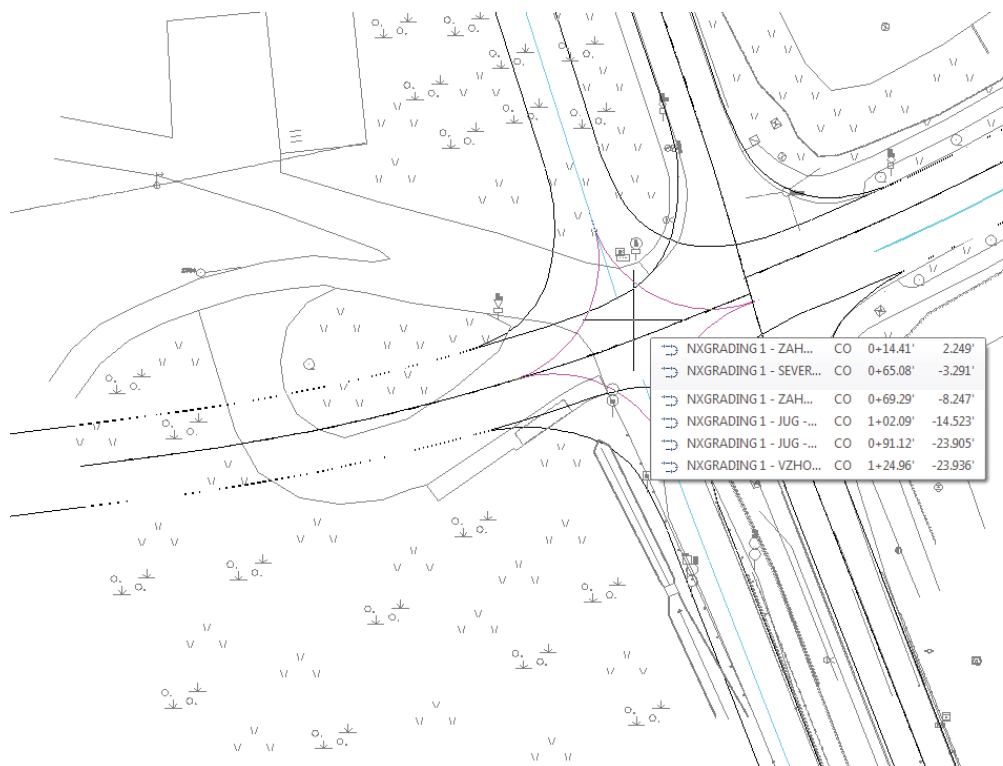 NXGRADING 1 - ZAH... CO 0+14.41' 2.249'
NXGRADING 1 - SEVER... CO 0+65.08' -3.291'
NXGRADING 1 - ZAH... CO 0+69.29' -8.247'
NXGRADING 1 - JUG -... CO 1+02.09' -14.523'
NXGRADING 1 - JUG -... CO 0+91.12' -23.905'
NXGRADING 1 - VZHO... CO 1+24.96' -23.936'